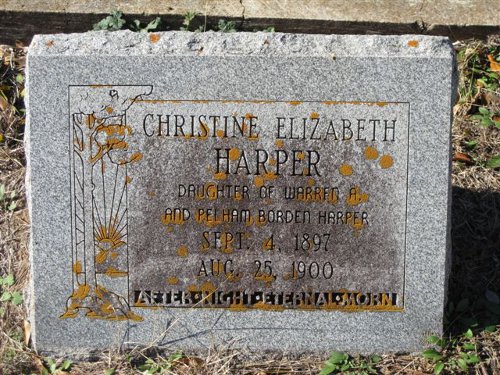 CHRISTINE ELIZABETH
HARPER
DAUGHTER OF WARREN A.
AND PELHAM BORDEN HARPER
SEPT. 4, 1897
AUG. 25, 1900
AFTER·NIGHT·ETERNAL·MORN